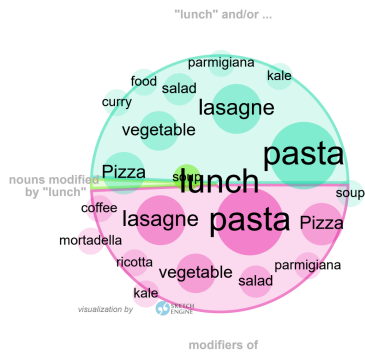 "lunch" and/or ...
parmigiana
food
kale
salad
curry
lasagne
vegetable
pasta
Pizza
soup
lunch
nouns modified
by "lunch"
soup
coffee
lasagne
pasta
Pizza
mortadella
ricotta
vegetable
parmigiana
salad
kale
visualization by
SKETCH
ENGINE
modifiers of